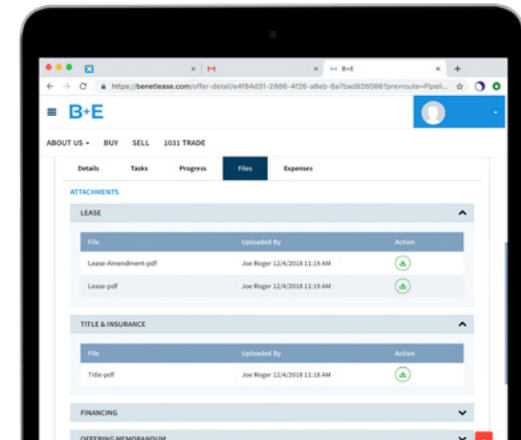 B+E
https://benetlease.com/offer-detail/e4f84d31-2886-4f26-a8eb-6a7bad926086?prevroute=Pipeli...
B+E
ABOUT US BUY SELL 1031 TRADE
Details Tasks Progress Files Expenses
ATTACHMENTS
LEASE
File Uploaded By Action
Lease-Amendment-pdf Joe Roger 12/4/2018 11:19 AM
Lease-pdf Joe Roger 12/4/2018 11:19 AM
TITLE & INSURANCE
File Uploaded By Action
Title-pdf Joe Roger 12/4/2018 11:18 AM
FINANCING
OFFERING MEMORANDUM